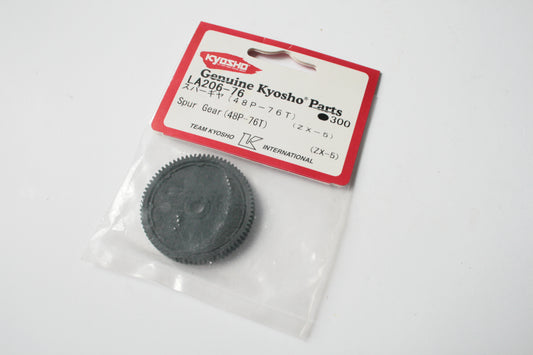 KYOSHO
Genuine Kyosho® Parts
LA206-76
スパーギヤ(48P-76T) ●300
(ZX-5)
Spur Gear(48P-76T)
(ZX-5)
TEAM KYOSHO K INTERNATIONAL